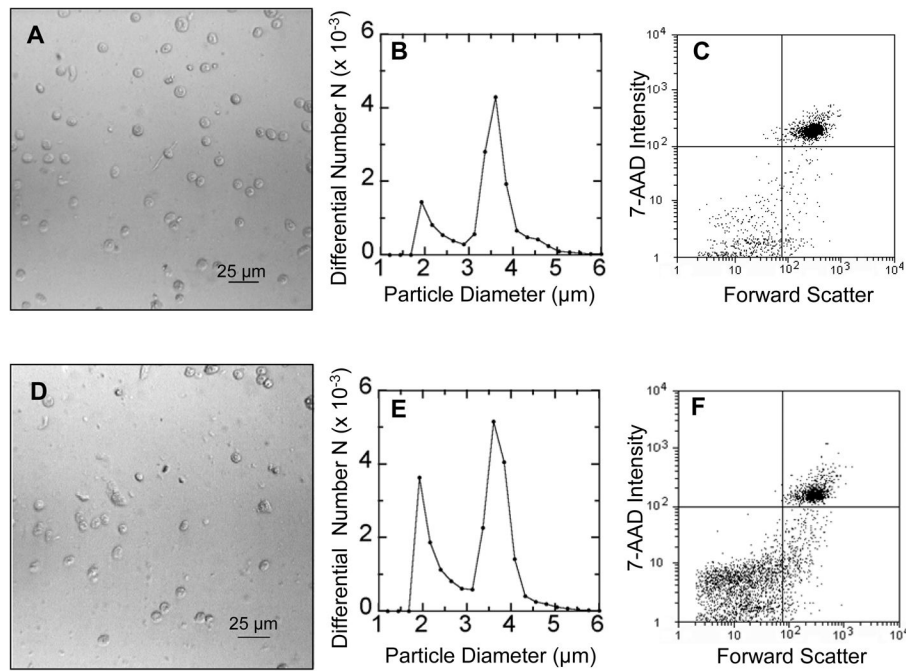 A
25 μm
B
Differential Number N (x 10⁻³)
6
4
2
0
1 2 3 4 5 6
Particle Diameter (μm)
C
7-AAD Intensity
10⁴
10³
10²
10
1
1 10 10² 10³ 10⁴
Forward Scatter
D
25 μm
E
Differential Number N (x 10⁻³)
6
4
2
0
1 2 3 4 5 6
Particle Diameter (μm)
F
7-AAD Intensity
10⁴
10³
10²
10
1
1 10 10² 10³ 10⁴
Forward Scatter